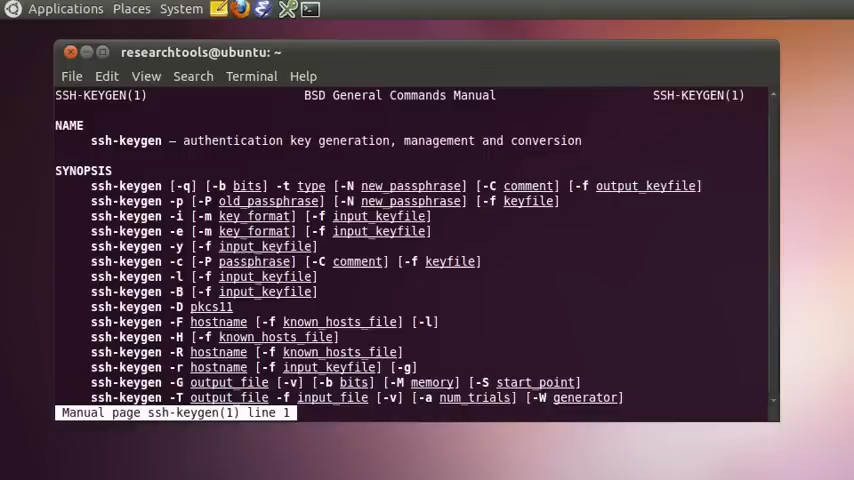 Applications Places System
researchtools@ubuntu: ~
File Edit View Search Terminal Help
SSH-KEYGEN(1) BSD General Commands Manual SSH-KEYGEN(1)
NAME
ssh-keygen — authentication key generation, management and conversion
SYNOPSIS
ssh-keygen [-q] [-b bits] -t type [-N new_passphrase] [-C comment] [-f output_keyfile]
ssh-keygen -p [-P old_passphrase] [-N new_passphrase] [-f keyfile]
ssh-keygen -i [-m key_format] [-f input_keyfile]
ssh-keygen -e [-m key_format] [-f input_keyfile]
ssh-keygen -y [-f input_keyfile]
ssh-keygen -c [-P passphrase] [-C comment] [-f keyfile]
ssh-keygen -l [-f input_keyfile]
ssh-keygen -B [-f input_keyfile]
ssh-keygen -D pkcs11
ssh-keygen -F hostname [-f known_hosts_file] [-l]
ssh-keygen -H [-f known_hosts_file]
ssh-keygen -R hostname [-f known_hosts_file]
ssh-keygen -r hostname [-f input_keyfile] [-g]
ssh-keygen -G output_file [-v] [-b bits] [-M memory] [-S start_point]
ssh-keygen -T output_file -f input_file [-v] [-a num_trials] [-W generator]
Manual page ssh-keygen(1) line 1